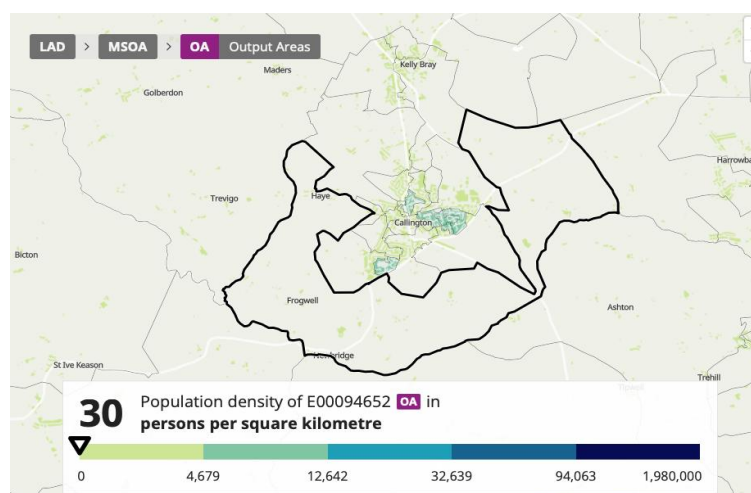 LAD > MSOA > OA Output Areas
Kelly Bray
Maders
Golberdon
Harrowba
Haye
Trevigo
Callington
Bicton
Frogwell
Ashton
St Ive Keason
Trehill
30
Population density of E00094652 OA in
persons per square kilometre
0 4,679 12,642 32,639 94,063 1,980,000